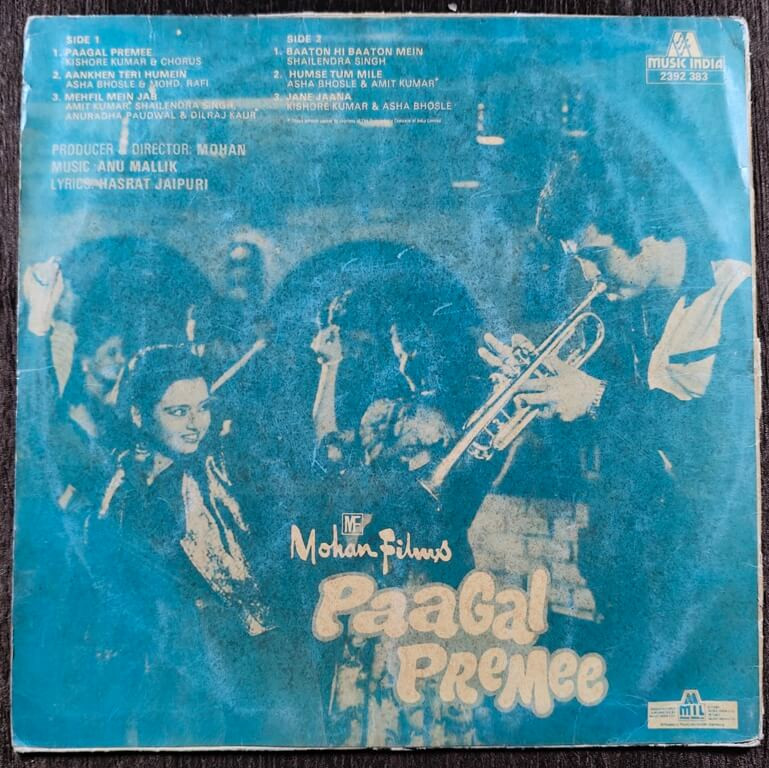 SIDE 1
1. PAAGAL PREMEE
KISHORE KUMAR & CHORUS
2. AANKHEN TERI HUMEIN
ASHA BHOSLE & MOHD. RAFI
3. MEHFIL MEIN JAB
AMIT KUMAR* SHAILENDRA SINGH,
ANURADHA PAUDWAL & DILRAJ KAUR*
SIDE 2
1. BAATON HI BAATON MEIN
SHAILENDRA SINGH
2. HUMSE TUM MILE
ASHA BHOSLE & AMIT KUMAR*
3. JANE JAANA
KISHORE KUMAR & ASHA BHOSLE
MUSIC INDIA
2392 383
PRODUCER & DIRECTOR: MOHAN
MUSIC: ANU MALLIK
LYRICS: HASRAT JAIPURI
MF
Mohan Films
PAAGAl
PREMEE
MIL